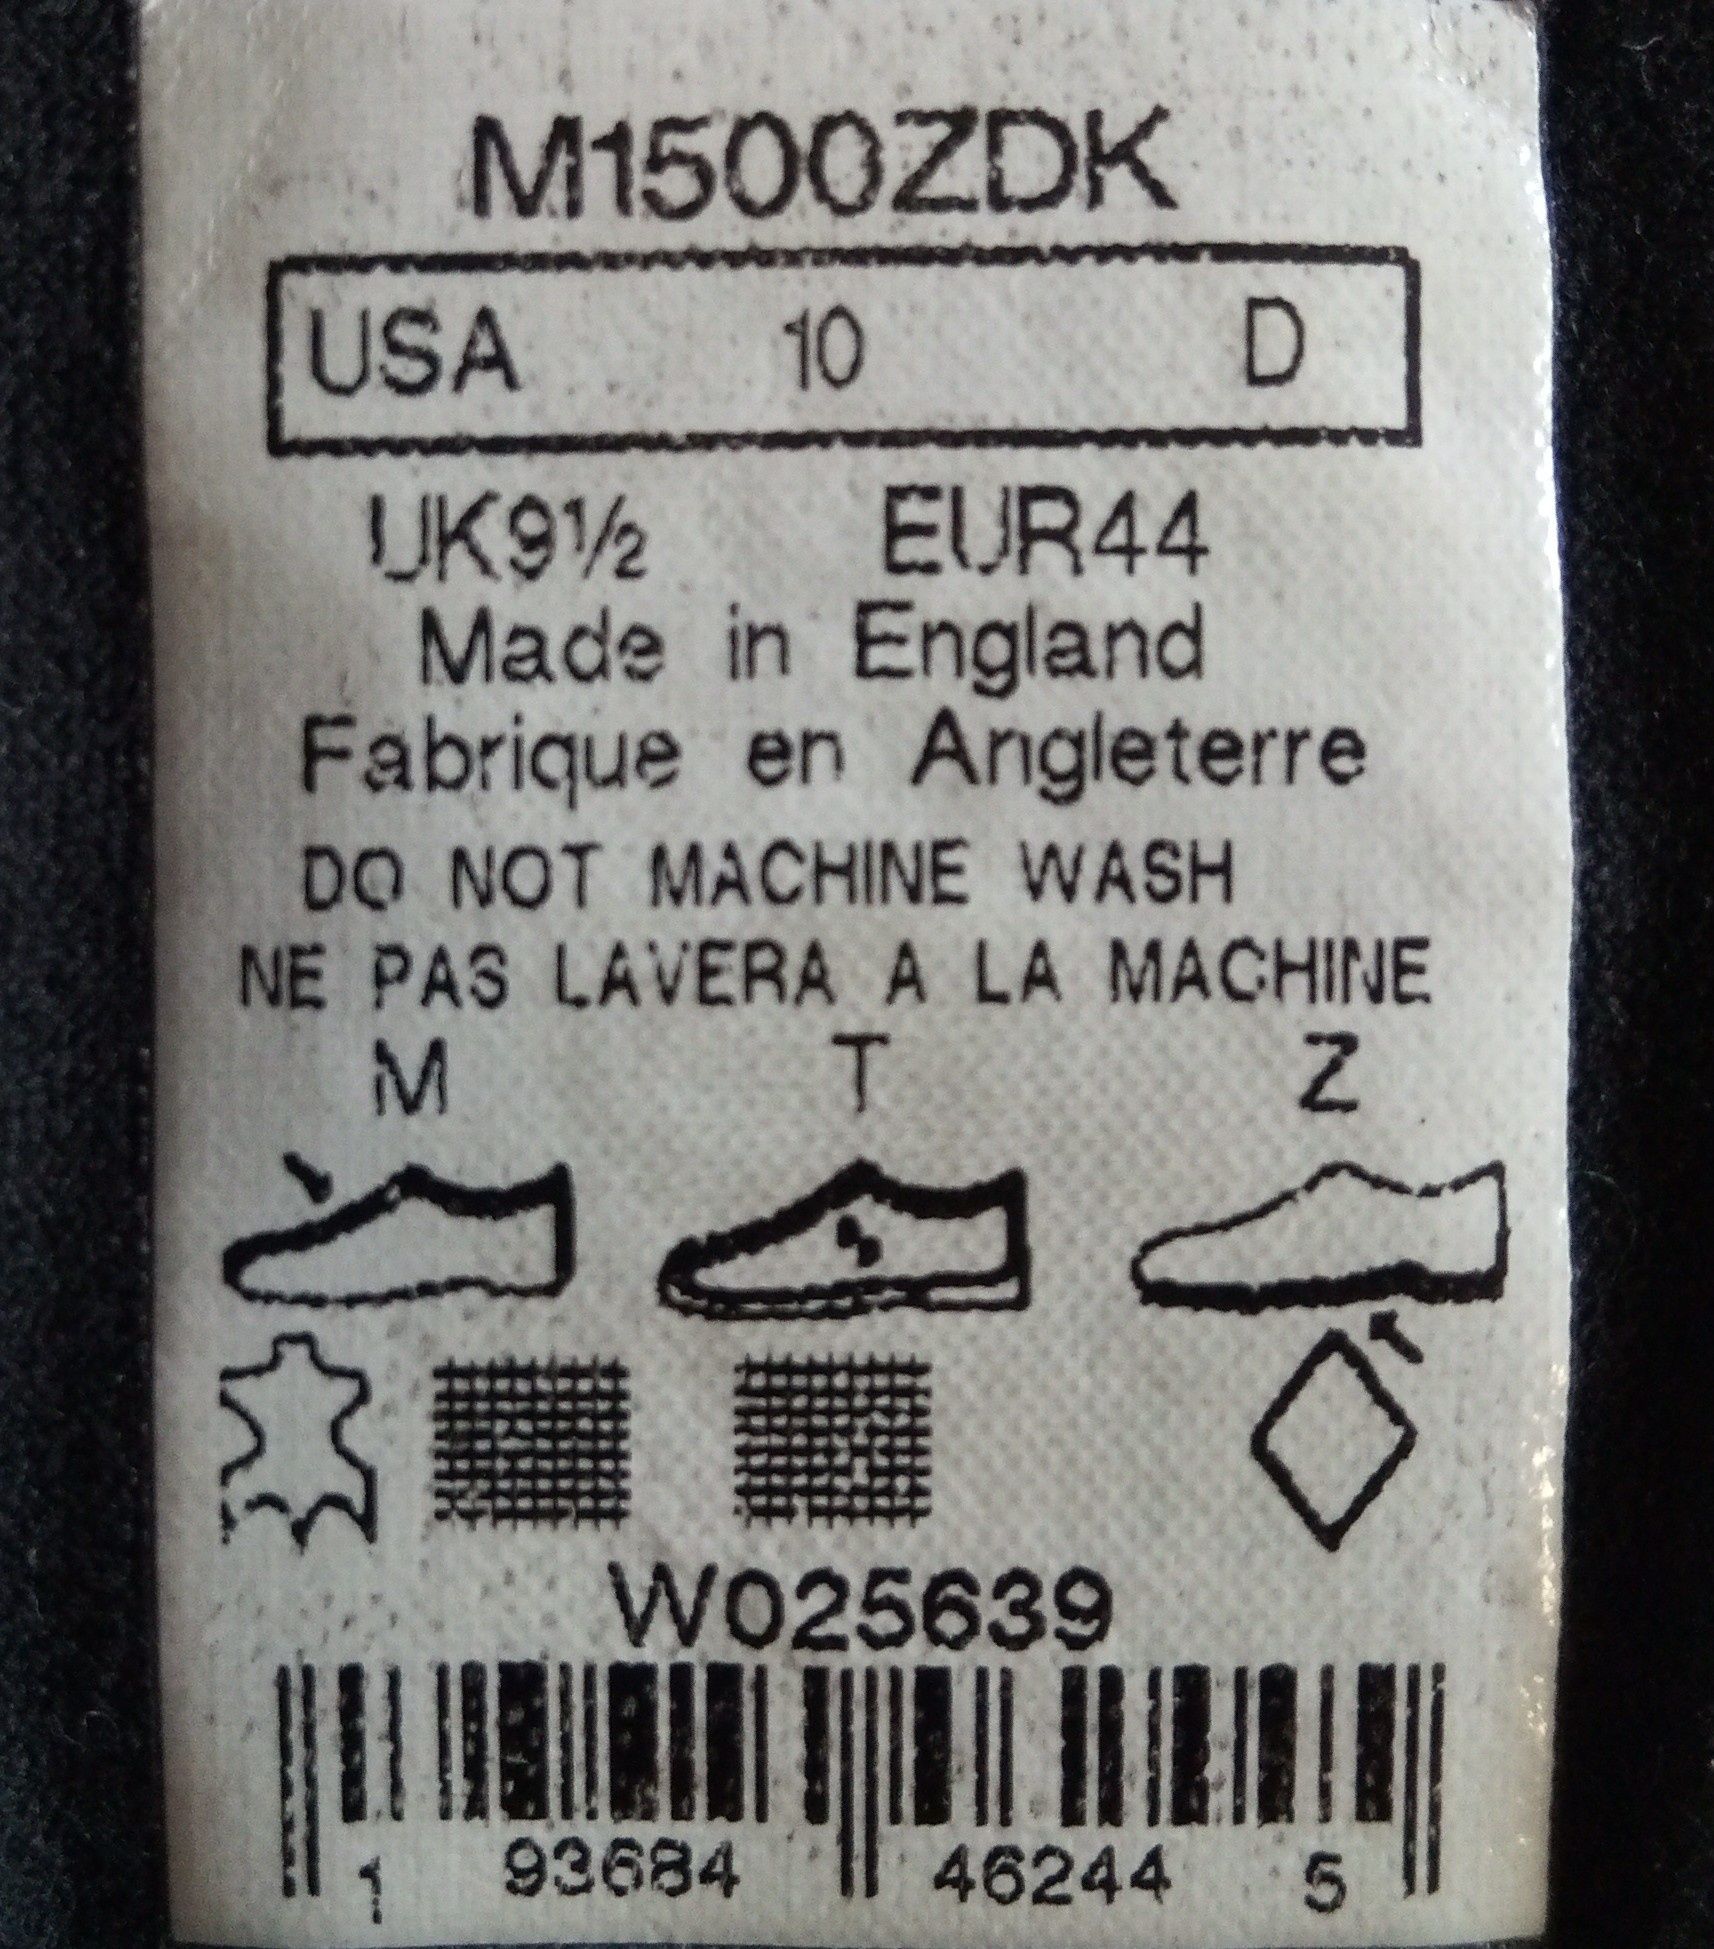 M1500ZDK
USA 10 D
UK9½ EUR44
Made in England
Fabrique en Angleterre
DO NOT MACHINE WASH
NE PAS LAVERA A LA MACHINE
M T Z
W025639
1 93684 46244 5